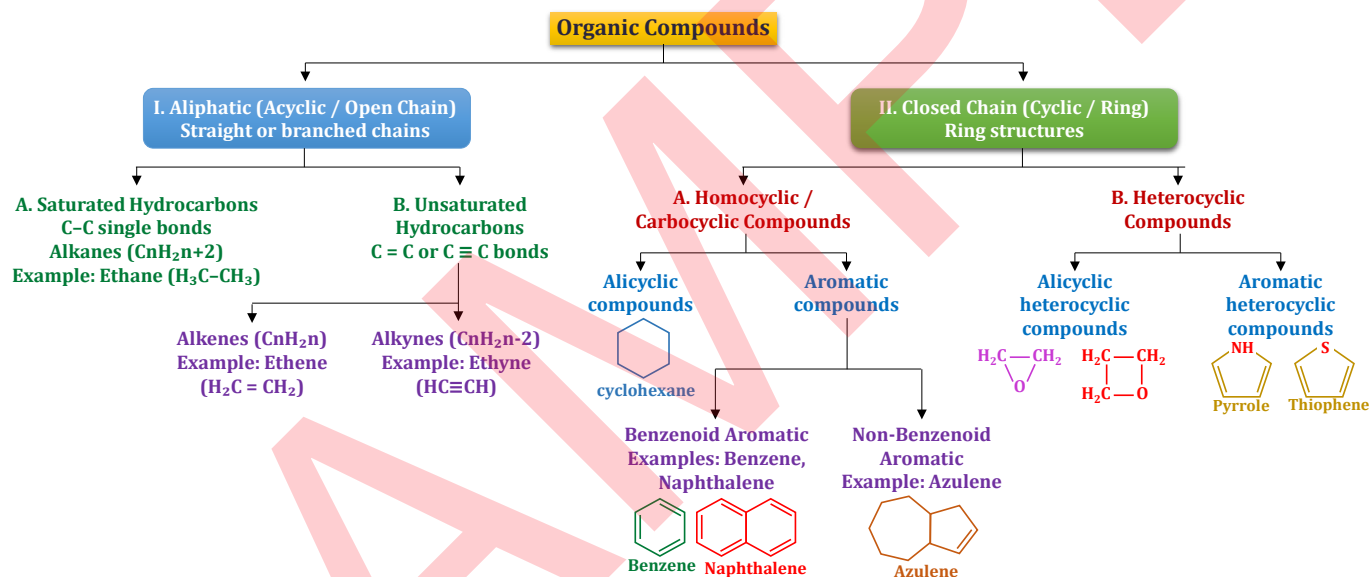 Organic Compounds
I. Aliphatic (Acyclic / Open Chain)
Straight or branched chains
II. Closed Chain (Cyclic / Ring)
Ring structures
A. Saturated Hydrocarbons
C–C single bonds
Alkanes (CnH₂n+2)
Example: Ethane (H₃C–CH₃)
B. Unsaturated
Hydrocarbons
C = C or C ≡ C bonds
Alkenes (CnH₂n)
Example: Ethene
(H₂C = CH₂)
Alkynes (CnH₂n-2)
Example: Ethyne
(HC≡CH)
A. Homocyclic /
Carbocyclic Compounds
Alicyclic
compounds
cyclohexane
Aromatic
compounds
Benzenoid Aromatic
Examples: Benzene,
Naphthalene
Benzene
Naphthalene
Non-Benzenoid
Aromatic
Example: Azulene
Azulene
B. Heterocyclic
Compounds
Alicyclic
heterocyclic
compounds
H₂C CH₂
O
H₂C CH₂
H₂C O
Aromatic
heterocyclic
compounds
NH
Pyrrole
S
Thiophene